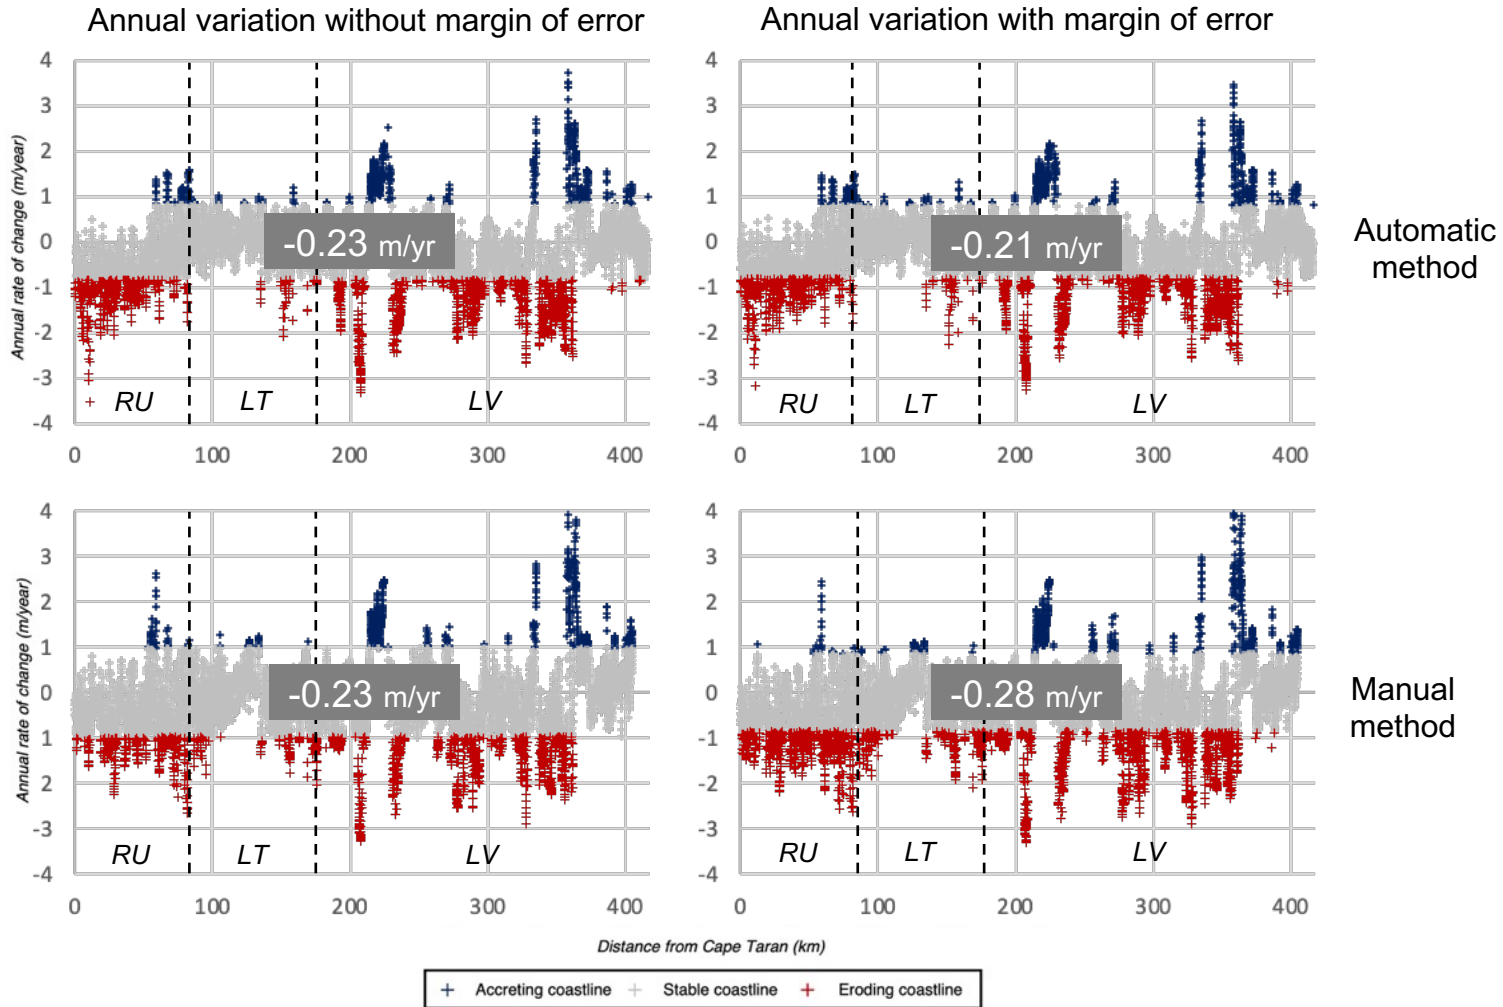 Annual variation without margin of error
Annual variation with margin of error
Annual rate of change (m/year)
4
3
2
1
0
-1
-2
-3
-4
-0.23 m/yr
RU
LT
LV
0
100
200
300
400
4
3
2
1
0
-1
-2
-3
-4
-0.21 m/yr
RU
LT
LV
0
100
200
300
400
Automatic
method
Annual rate of change (m/year)
4
3
2
1
0
1
2
-3
-4
-0.23 m/yr
RU
LT
LV
0
100
200
300
400
4
3
2
1
0
-1
-2
-3
-4
-0.28 m/yr
RU
LT
LV
0
100
200
300
400
Manual
method
Distance from Cape Taran (km)
+ Accreting coastline + Stable coastline + Eroding coastline